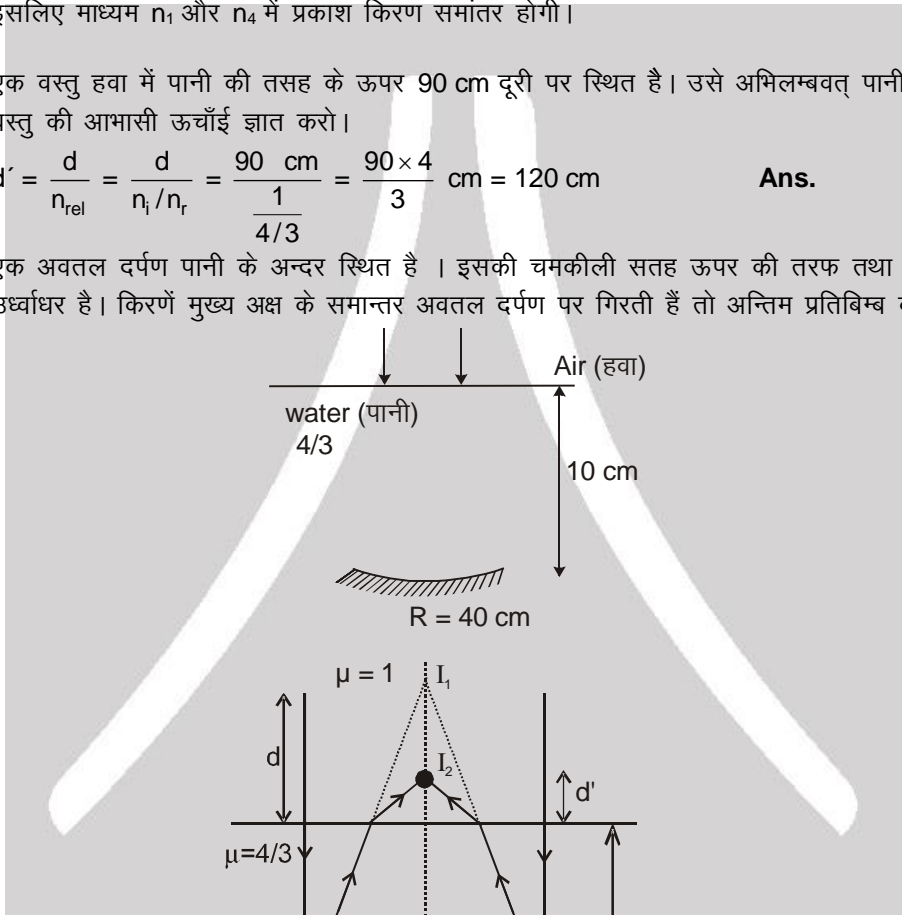 इसलिए माध्यम n₁ और n₄ में प्रकाश किरण समांतर होगी।
एक वस्तु हवा में पानी की तसह के ऊपर 90 cm दूरी पर स्थित है। उसे अभिलम्बवत् पानी
वस्तु की आभासी ऊचाँई ज्ञात करो।
d´ = d / n_rel = d / (n_i / n_r) = 90 cm / (1 / (4/3)) = (90 × 4) / 3 cm = 120 cm Ans.
एक अवतल दर्पण पानी के अन्दर स्थित है । इसकी चमकीली सतह ऊपर की तरफ तथा
उर्ध्वाधर है। किरणें मुख्य अक्ष के समान्तर अवतल दर्पण पर गिरती हैं तो अन्तिम प्रतिबिम्ब
Air (हवा)
water (पानी)
4/3
10 cm
R = 40 cm
μ = 1 I₁
d I₂ d'
μ=4/3